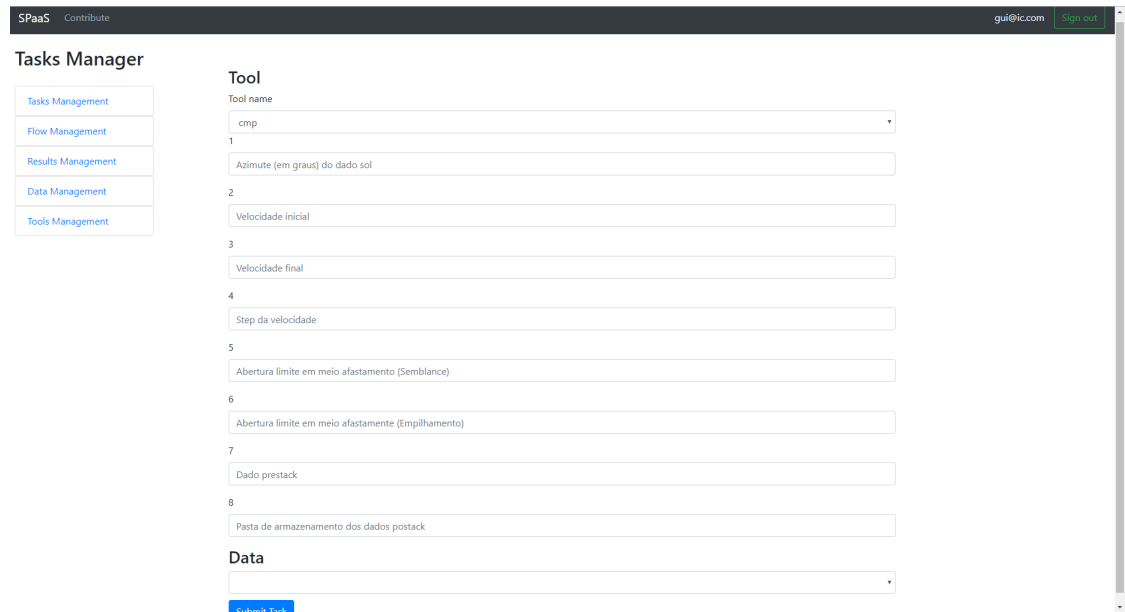 SPaaS Contribute gui@ic.com Sign out
Tasks Manager
Tasks Management
Flow Management
Results Management
Data Management
Tools Management
Tool
Tool name
cmp
1
Azimute (em graus) do dado sol
2
Velocidade inicial
3
Velocidade final
4
Step da velocidade
5
Abertura limite em meio afastamento (Semblance)
6
Abertura limite em meio afastamente (Empilhamento)
7
Dado prestack
8
Pasta de armazenamento dos dados postack
Data
Submit Task